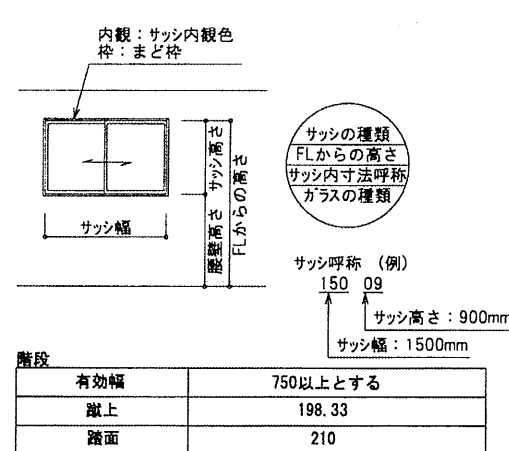 内観：サッシ内観色
枠：まど枠
サッシ幅
サッシ高さ
腰壁高さ
FLからの高さ
サッシの種類
FLからの高さ
サッシ内寸法呼称
ガラスの種類
サッシ呼称 (例)
150 09
サッシ高さ：900mm
サッシ幅：1500mm
階段
有効幅 750以上とする
蹴上 198.33
踏面 210